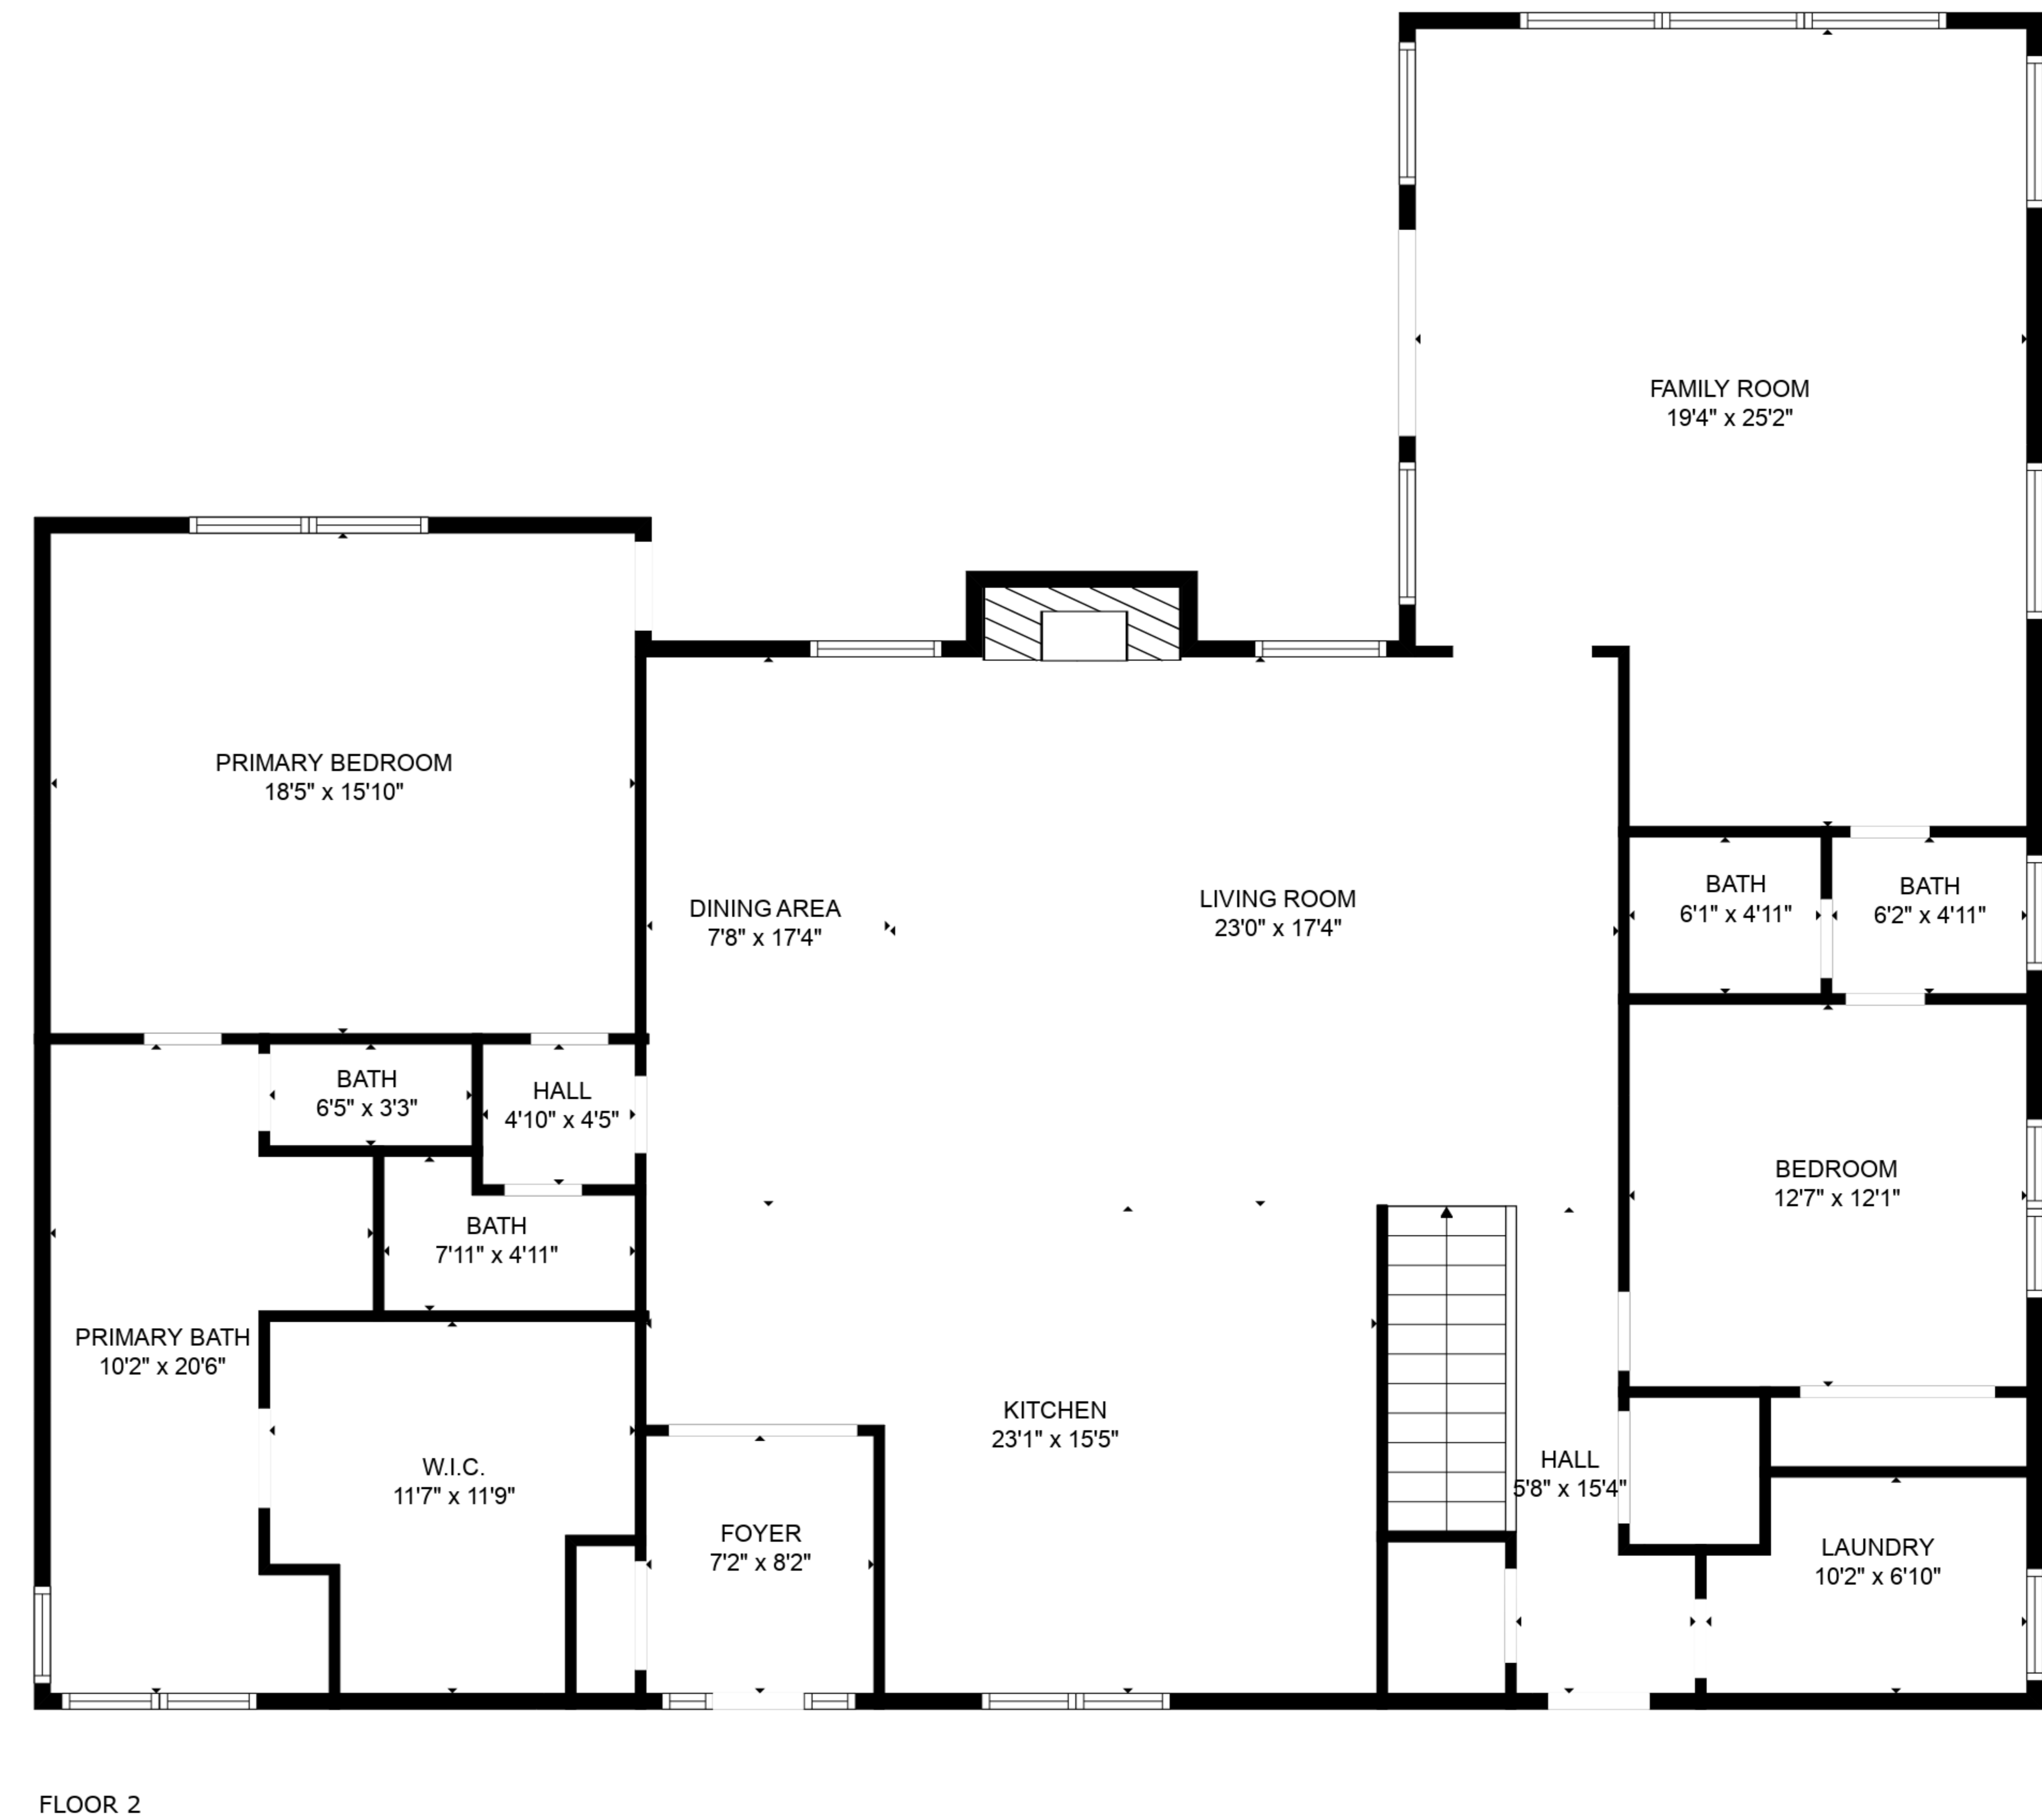 FAMILY ROOM
19'4" x 25'2"
PRIMARY BEDROOM
18'5" x 15'10"
DINING AREA
7'8" x 17'4"
LIVING ROOM
23'0" x 17'4"
BATH
6'1" x 4'11"
BATH
6'2" x 4'11"
BATH
6'5" x 3'3"
HALL
4'10" x 4'5"
BEDROOM
12'7" x 12'1"
BATH
7'11" x 4'11"
PRIMARY BATH
10'2" x 20'6"
KITCHEN
23'1" x 15'5"
W.I.C.
11'7" x 11'9"
HALL
5'8" x 15'4"
FOYER
7'2" x 8'2"
LAUNDRY
10'2" x 6'10"
FLOOR 2